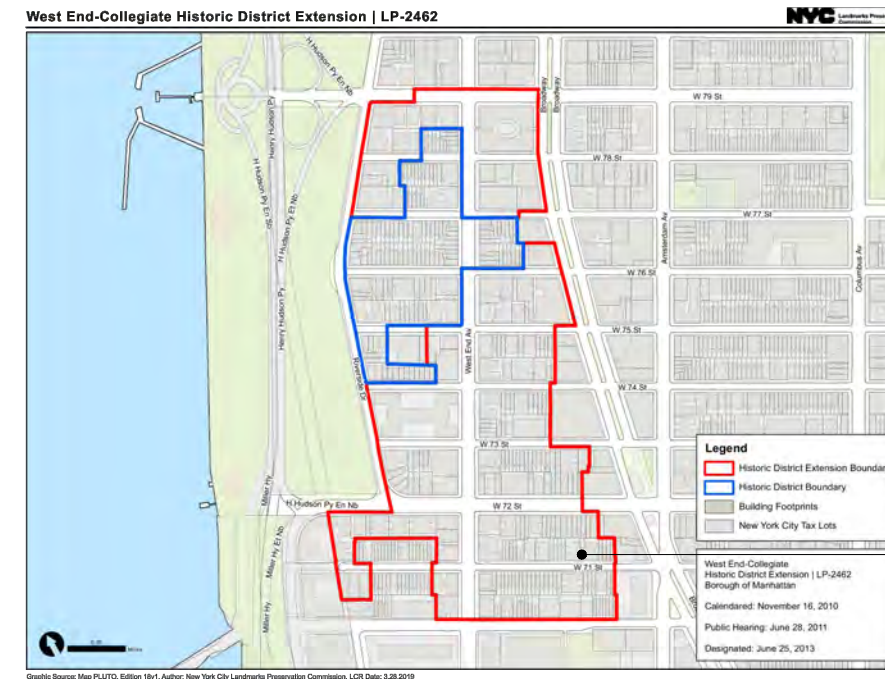 West End-Collegiate Historic District Extension | LP-2462
NYC
Landmarks Prese
Commission
H Hudson Py En Nb
Broadway
Broadway
W 79 St
Henry Hudson Py
W 78 St
H Hudson Py En Sb
H Hudson Py Et Nb
W 77 St
Amsterdam Av
Columbus Av
W 76 St
Henry Hudson Py
W 75 St
West End Av
Riverside Dr
W 74 St
W 73 St
Legend
Historic District Extension Boundar
Historic District Boundary
Building Footprints
New York City Tax Lots
Miller Hy
H Hudson Py En Nb
W 72 St
Miller Hy Et Nb
W 71 St
Miller Hy
West End-Collegiate
Historic District Extension | LP-2462
Borough of Manhattan
Calendared: November 16, 2010
Public Hearing: June 28, 2011
Designated: June 25, 2013
Graphic Source: Map PLUTO, Edition 18v1, Author: New York City Landmarks Preservation Commission, LCR Date: 3.28.2019